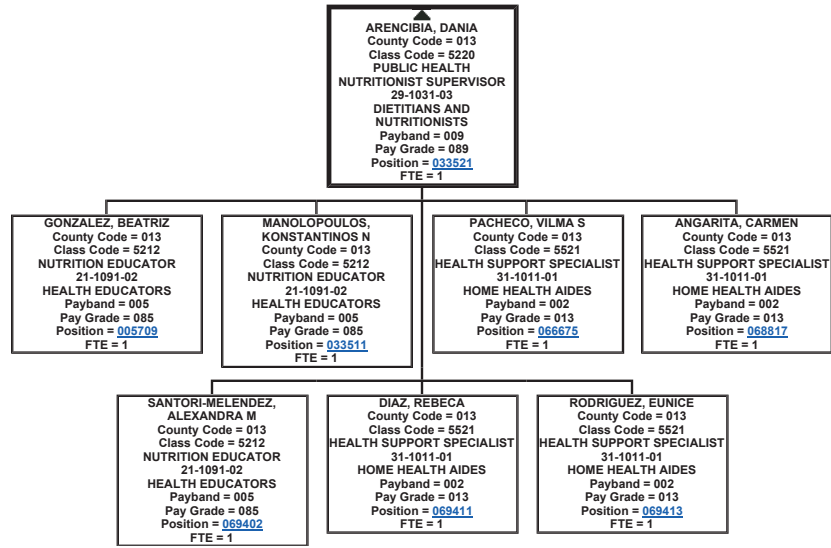 ARENCIBIA, DANIA
County Code = 013
Class Code = 5220
PUBLIC HEALTH
NUTRITIONIST SUPERVISOR
29-1031-03
DIETITIANS AND
NUTRITIONISTS
Payband = 009
Pay Grade = 089
Position = 033521
FTE = 1
GONZALEZ, BEATRIZ
County Code = 013
Class Code = 5212
NUTRITION EDUCATOR
21-1091-02
HEALTH EDUCATORS
Payband = 005
Pay Grade = 085
Position = 005709
FTE = 1
MANOLOPOULOS,
KONSTANTINOS N
County Code = 013
Class Code = 5212
NUTRITION EDUCATOR
21-1091-02
HEALTH EDUCATORS
Payband = 005
Pay Grade = 085
Position = 033511
FTE = 1
PACHECO, VILMA S
County Code = 013
Class Code = 5521
HEALTH SUPPORT SPECIALIST
31-1011-01
HOME HEALTH AIDES
Payband = 002
Pay Grade = 013
Position = 066675
FTE = 1
ANGARITA, CARMEN
County Code = 013
Class Code = 5521
HEALTH SUPPORT SPECIALIST
31-1011-01
HOME HEALTH AIDES
Payband = 002
Pay Grade = 013
Position = 068817
FTE = 1
SANTORI-MELENDEZ,
ALEXANDRA M
County Code = 013
Class Code = 5212
NUTRITION EDUCATOR
21-1091-02
HEALTH EDUCATORS
Payband = 005
Pay Grade = 085
Position = 069402
FTE = 1
DIAZ, REBECA
County Code = 013
Class Code = 5521
HEALTH SUPPORT SPECIALIST
31-1011-01
HOME HEALTH AIDES
Payband = 002
Pay Grade = 013
Position = 069411
FTE = 1
RODRIGUEZ, EUNICE
County Code = 013
Class Code = 5521
HEALTH SUPPORT SPECIALIST
31-1011-01
HOME HEALTH AIDES
Payband = 002
Pay Grade = 013
Position = 069413
FTE = 1